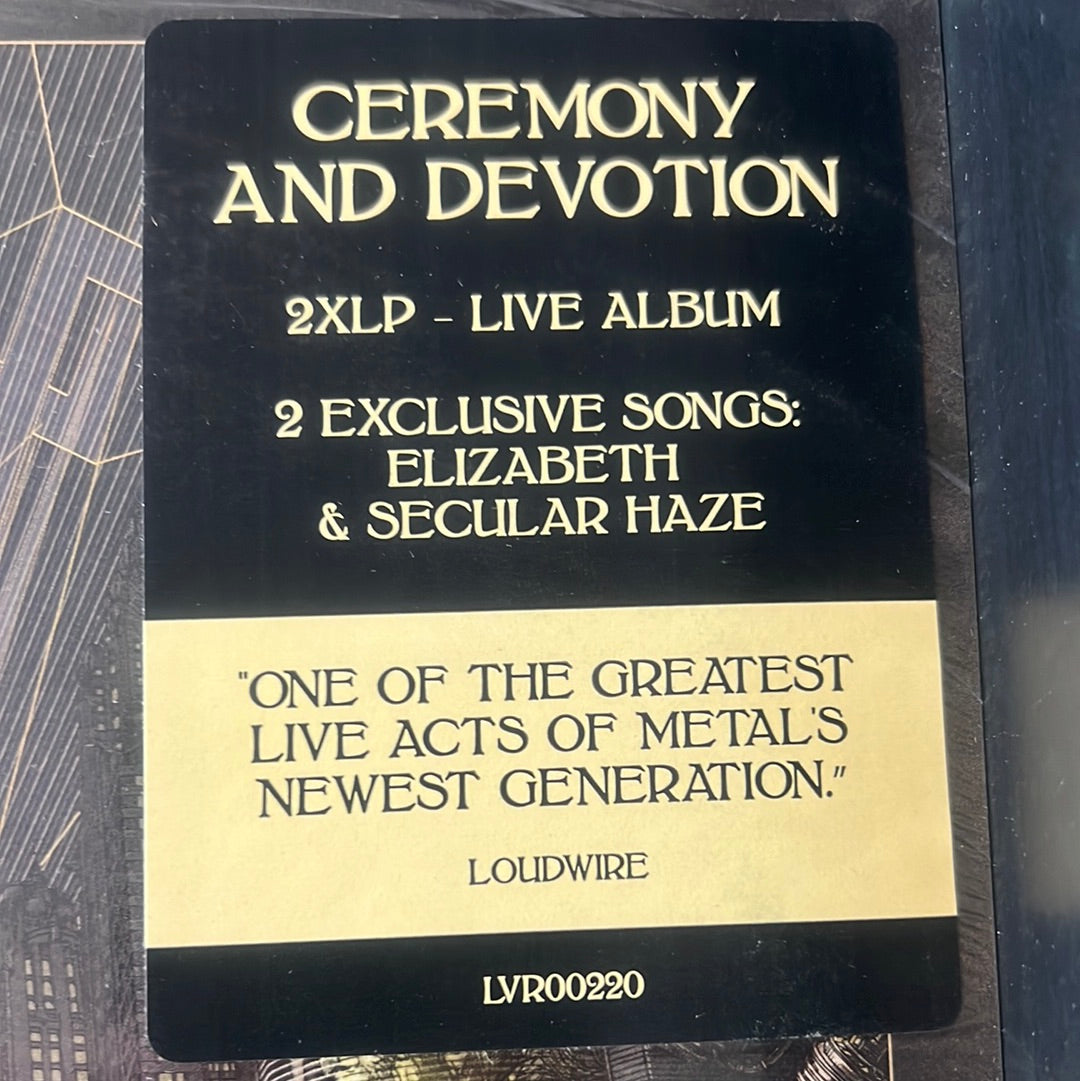 CEREMONY
AND DEVOTION
2XLP - LIVE ALBUM
2 EXCLUSIVE SONGS:
ELIZABETH
& SECULAR HAZE
"ONE OF THE GREATEST
LIVE ACTS OF METAL'S
NEWEST GENERATION."
LOUDWIRE
LVR00220